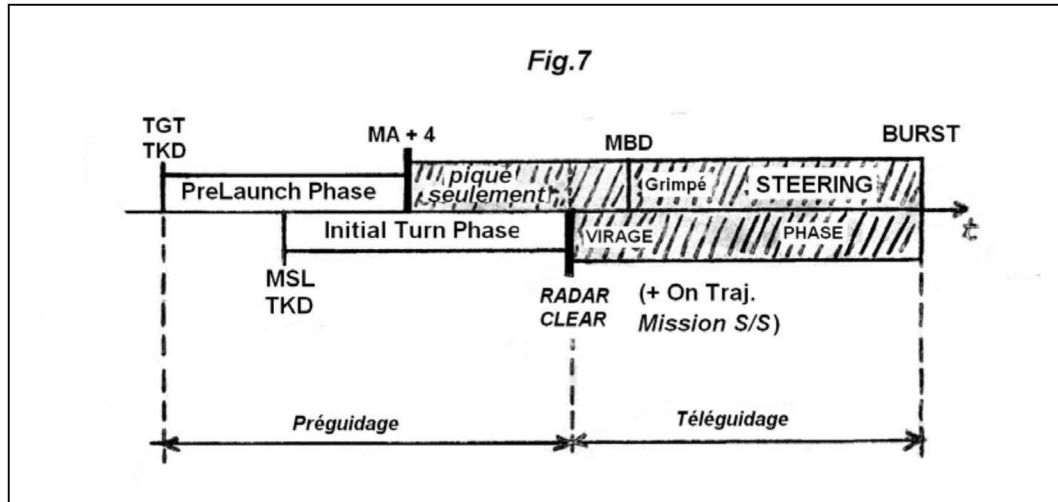 Fig.7
TGT
TKD
MA + 4
MBD
BURST
PreLaunch Phase
piqué
seulement
Grimpé
STEERING
Initial Turn Phase
VIRAGE
PHASE
t
MSL
TKD
RADAR
CLEAR
(+ On Traj.
Mission S/S)
Préguidage
Téléguidage